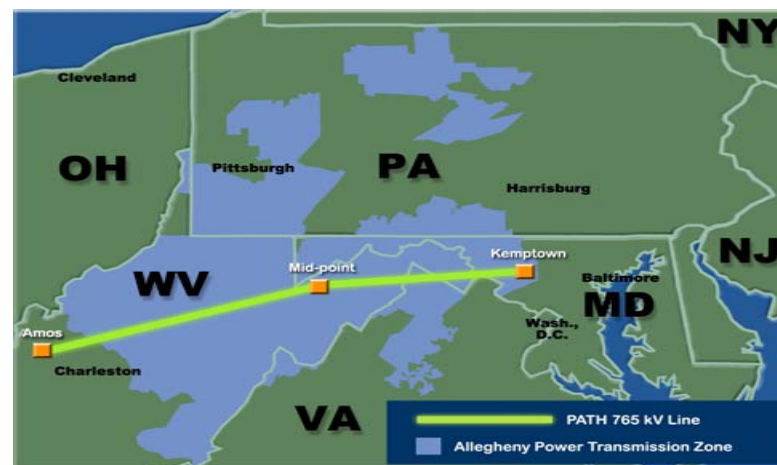 NY
Cleveland
OH
Pittsburgh
PA
Harrisburg
NJ
Kemptown
WV
Mid-point
Baltimore
MD
Amos
Wash.,
D.C.
Charleston
VA
PATH 765 kV Line
Allegheny Power Transmission Zone